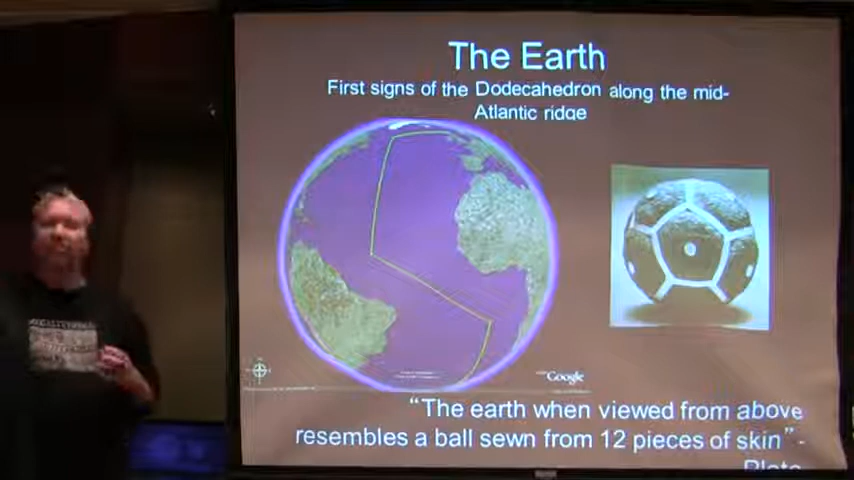 The Earth
First signs of the Dodecahedron along the mid-
Atlantic ridge
Google
"The earth when viewed from above
resembles a ball sewn from 12 pieces of skin" -
Plato